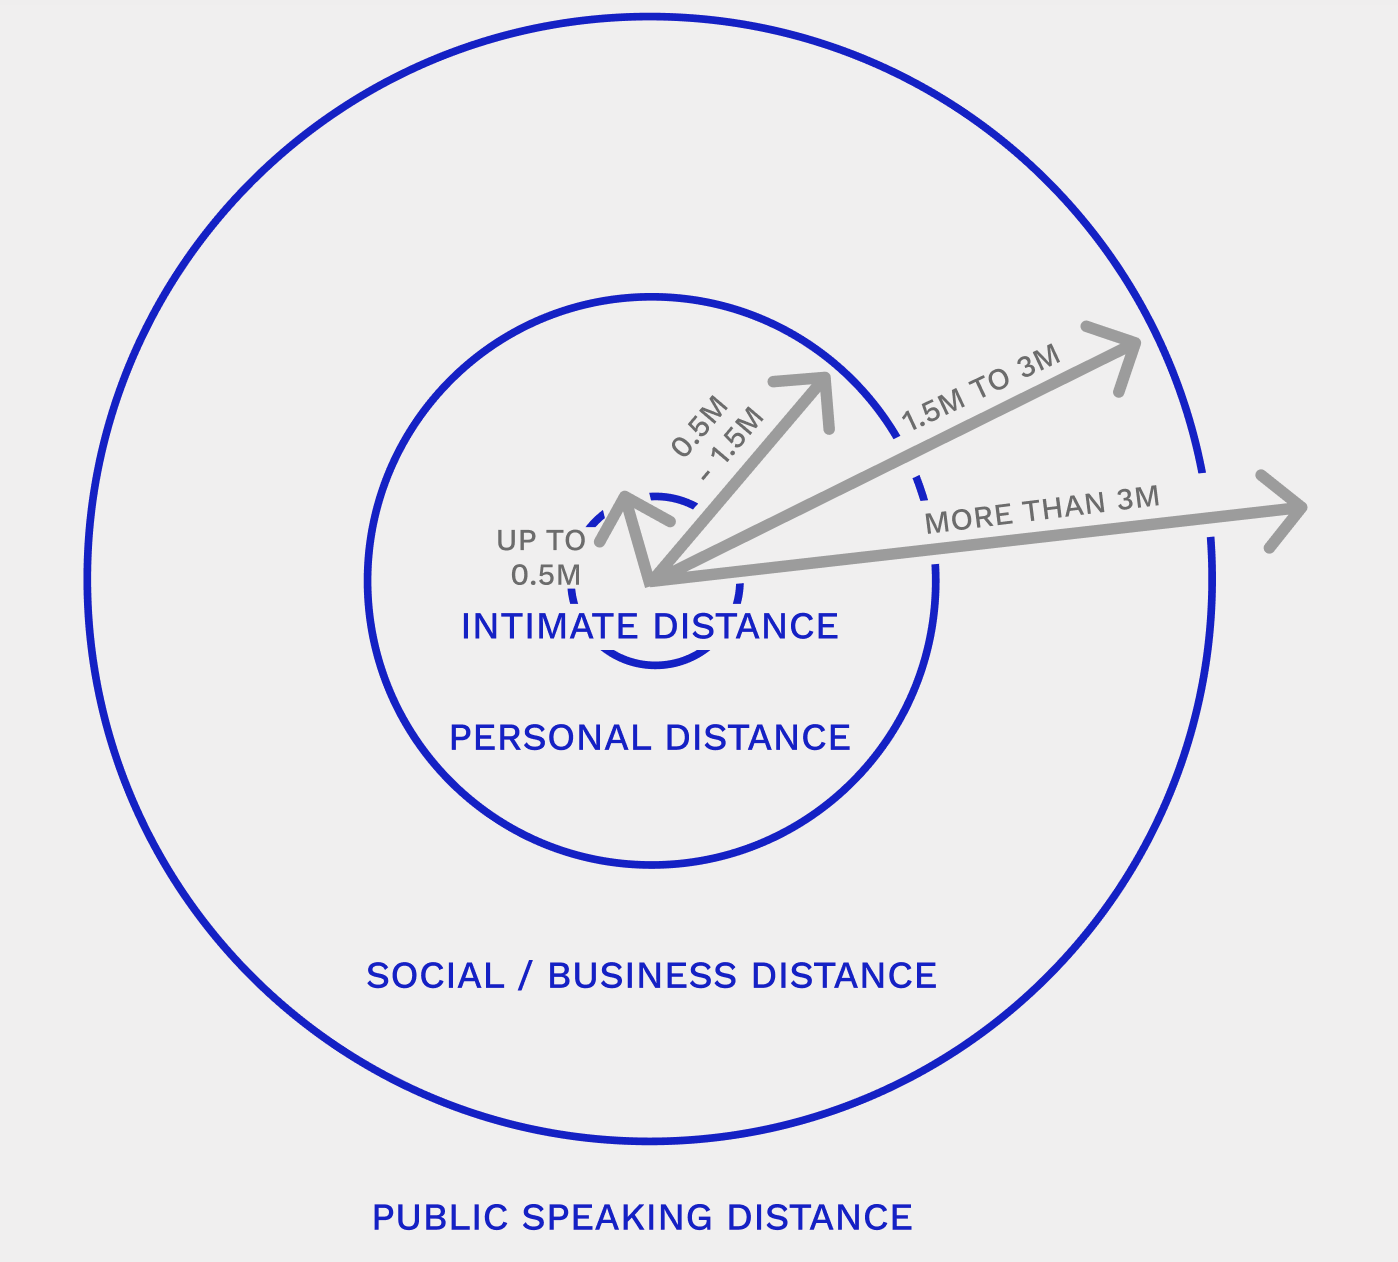 0.5M
- 1.5M
1.5M TO 3M
MORE THAN 3M
UP TO
0.5M
INTIMATE DISTANCE
PERSONAL DISTANCE
SOCIAL / BUSINESS DISTANCE
PUBLIC SPEAKING DISTANCE